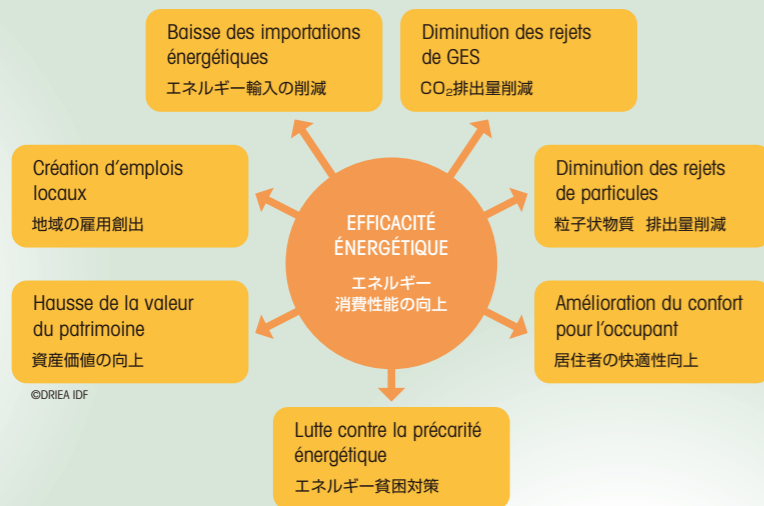 Baisse des importations
énergétiques
エネルギー輸入の削減
Diminution des rejets
de GES
CO₂排出量削減
Création d'emplois
locaux
地域の雇用創出
EFFICACITÉ
ÉNERGÉTIQUE
エネルギー
消費性能の向上
Diminution des rejets
de particules
粒子状物質 排出量削減
Hausse de la valeur
du patrimoine
資産価値の向上
Amélioration du confort
pour l'occupant
居住者の快適性向上
©DRIEA IDF
Lutte contre la précarité
énergétique
エネルギー貧困対策